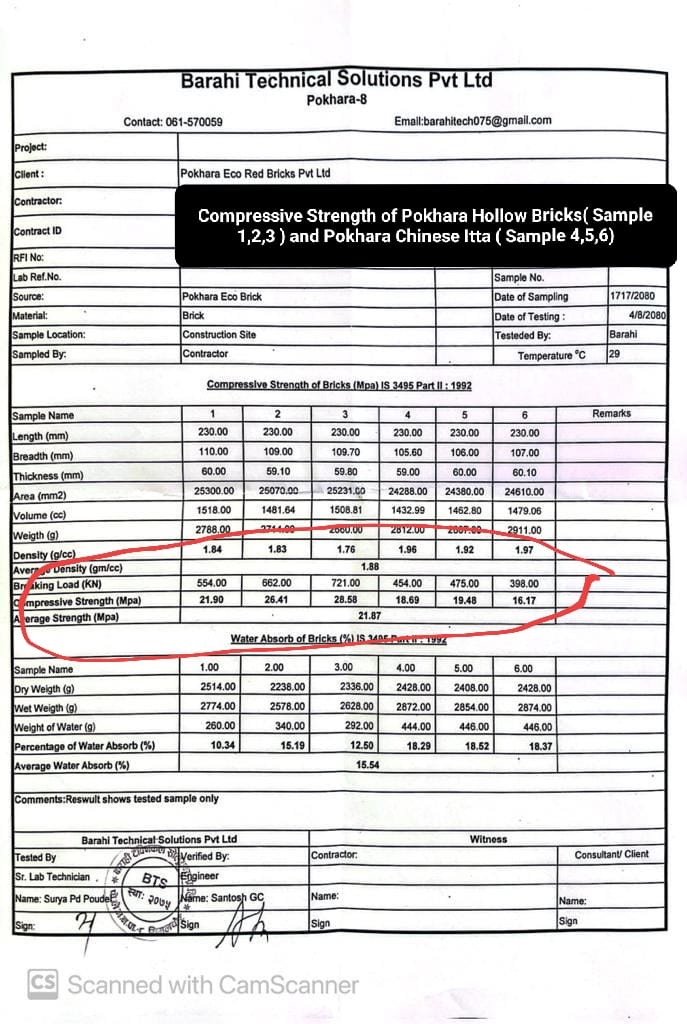 Barahi Technical Solutions Pvt Ltd
Pokhara-8
Contact: 061-570059 Email:barahitech075@gmail.com
Project:
Client : Pokhara Eco Red Bricks Pvt Ltd
Contractor:
Compressive Strength of Pokhara Hollow Bricks( Sample
1,2,3 ) and Pokhara Chinese Itta ( Sample 4,5,6)
Contract ID
RFI No:
Lab Ref.No. Sample No.
Source: Pokhara Eco Brick Date of Sampling 1717/2080
Material: Brick Date of Testing : 4/8/2080
Sample Location: Construction Site Testeded By: Barahi
Sampled By: Contractor Temperature °C 29
Compressive Strength of Bricks (Mpa) IS 3495 Part II : 1992
Sample Name 1 2 3 4 5 6 Remarks
Length (mm) 230.00 230.00 230.00 230.00 230.00 230.00
Breadth (mm) 110.00 109.00 109.70 105.60 106.00 107.00
Thickness (mm) 60.00 59.10 59.80 59.00 60.00 60.10
Area (mm2) 25300.00 25070.00 25231.00 24288.00 24380.00 24610.00
Volume (cc) 1518.00 1481.64 1508.81 1432.99 1462.80 1479.06
Weigth (g) 2788.00 2660.00 2812.00 2911.00
Density (g/cc) 1.84 1.83 1.76 1.96 1.92 1.97
Average Density (gm/cc) 1.88
Breaking Load (KN) 554.00 662.00 721.00 454.00 475.00 398.00
Compressive Strength (Mpa) 21.90 26.41 28.58 18.69 19.48 16.17
Average Strength (Mpa) 21.87
Water Absorb of Bricks (%) IS 3495 Part II : 1992
Sample Name 1.00 2.00 3.00 4.00 5.00 6.00
Dry Weigth (g) 2514.00 2238.00 2336.00 2428.00 2408.00 2428.00
Wet Weigth (g) 2774.00 2578.00 2628.00 2872.00 2854.00 2874.00
Weight of Water (g) 260.00 340.00 292.00 444.00 446.00 446.00
Percentage of Water Absorb (%) 10.34 15.19 12.50 18.29 18.52 18.37
Average Water Absorb (%) 15.54
Comments:Reswult shows tested sample only
Barahi Technical Solutions Pvt Ltd Witness
Tested By Verified By: Contractor: Consultant/ Client
Sr. Lab Technician . Engineer
BTS
स्था: २०७५
Name: Surya Pd Poudel Name: Santosh GC Name: Name:
Sign: Sign Sign Sign
CS Scanned with CamScanner